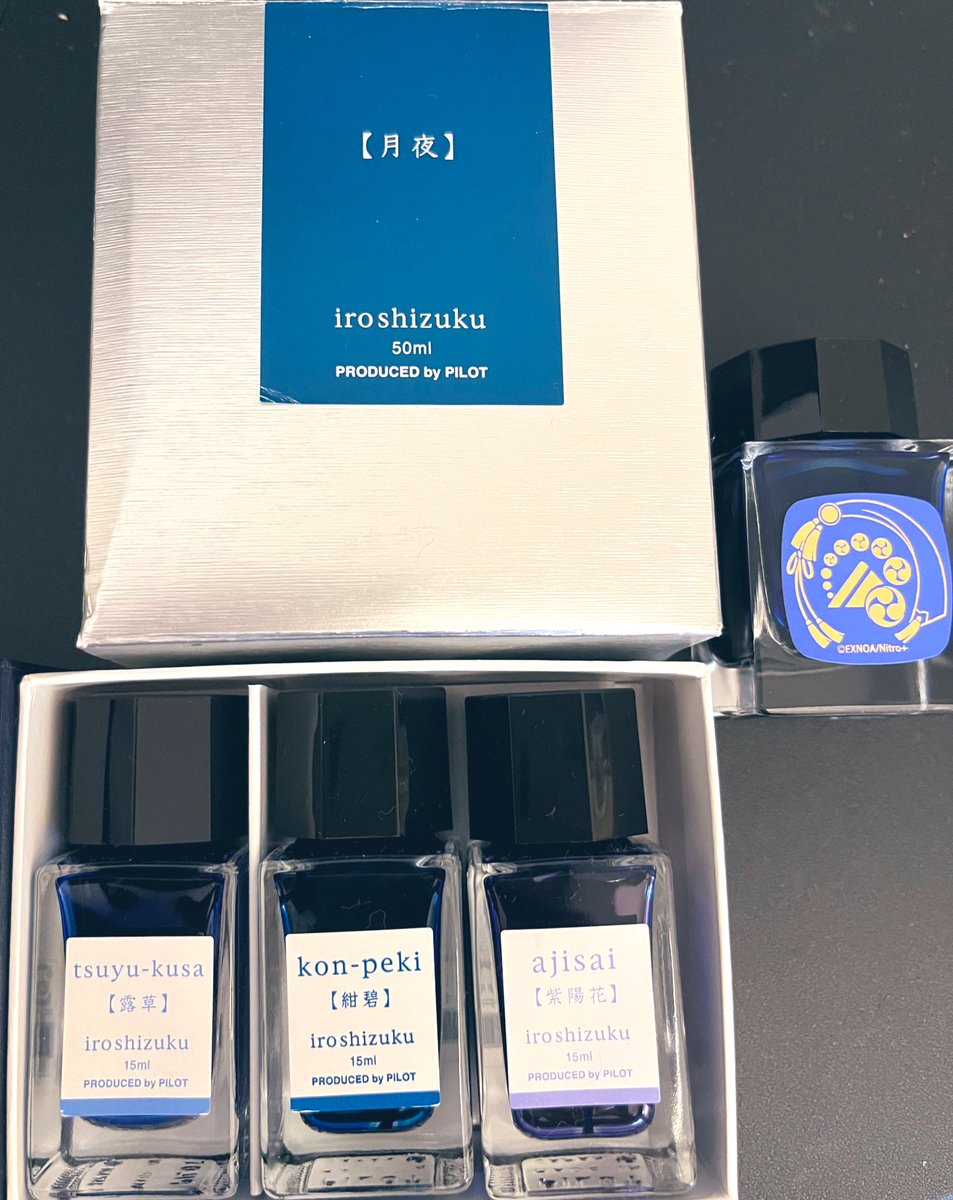 【月夜】
iroshizuku
50ml
PRODUCED by PILOT
©EXNOA/Nitro+
tsuyu-kusa
【露草】
iroshizuku
15ml
PRODUCED by PILOT
kon-peki
【紺碧】
iroshizuku
15ml
PRODUCED by PILOT
ajisai
【紫陽花】
iroshizuku
15ml
PRODUCED by PILOT